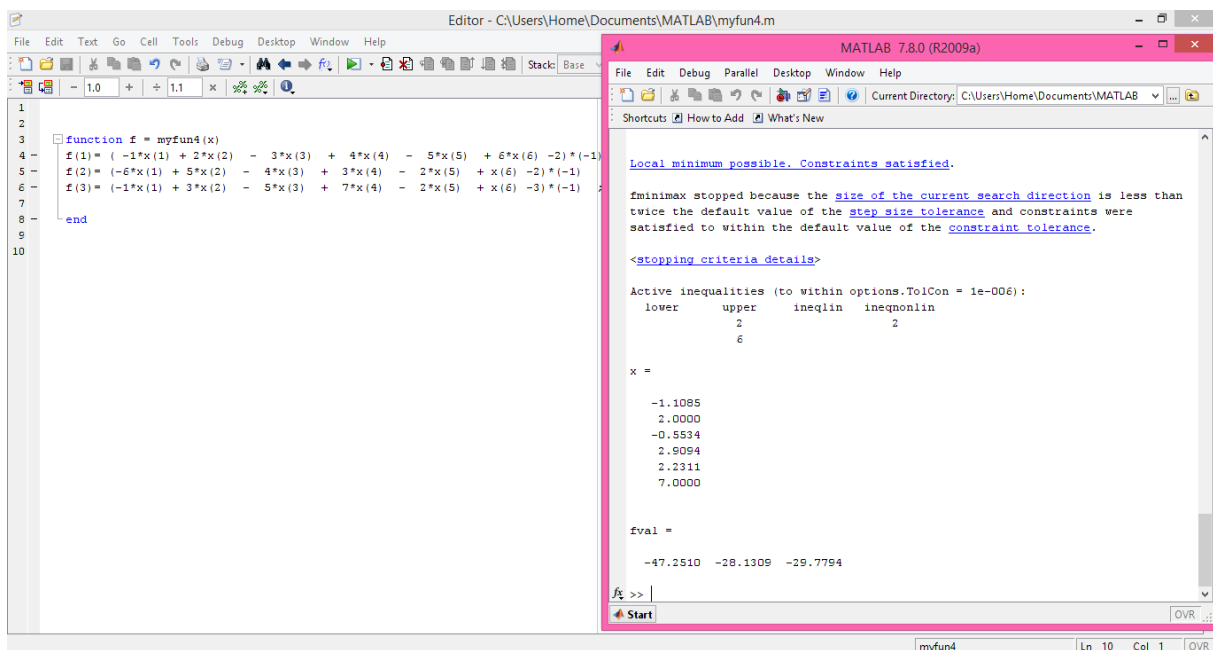 Editor - C:\Users\Home\Documents\MATLAB\myfun4.m
File Edit Text Go Cell Tools Debug Desktop Window Help
Stack: Base
- 1.0 + ÷ 1.1 ×
1
2
3 function f = myfun4(x)
4 - f(1)= ( -1*x(1) + 2*x(2) - 3*x(3) + 4*x(4) - 5*x(5) + 6*x(6) -2)*(-1)
5 - f(2)= (-6*x(1) + 5*x(2) - 4*x(3) + 3*x(4) - 2*x(5) + x(6) -2)*(-1)
6 - f(3)= (-1*x(1) + 3*x(2) - 5*x(3) + 7*x(4) - 2*x(5) + x(6) -3)*(-1) ;
7
8 - end
9
10
MATLAB 7.8.0 (R2009a)
File Edit Debug Parallel Desktop Window Help
Current Directory: C:\Users\Home\Documents\MATLAB
Shortcuts How to Add What's New
Local minimum possible. Constraints satisfied.
fminimax stopped because the size of the current search direction is less than
twice the default value of the step size tolerance and constraints were
satisfied to within the default value of the constraint tolerance.
<stopping criteria details>
Active inequalities (to within options.TolCon = 1e-006):
lower upper ineqlin ineqnonlin
2 2
6
x =
-1.1085
2.0000
-0.5534
2.9094
2.2311
7.0000
fval =
-47.2510 -28.1309 -29.7794
fx >>
Start OVR
myfun4 Ln 10 Col 1 OVR